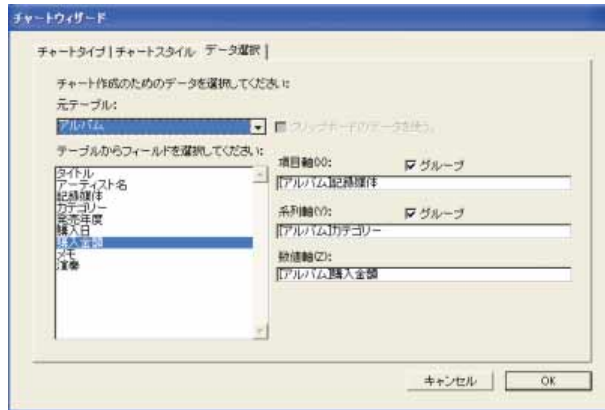 チャートウィザード
チャートタイプ | チャートスタイル データ選択 |
チャート作成のためのデータを選択してください:
元テーブル:
アルバム
クリップボードのデータを使う。
テーブルからフィールドを選択してください:
タイトル
アーティスト名
記録媒体
カテゴリー
発売年度
購入日
購入金額
メモ
演奏
項目軸(X):
グループ
[アルバム]記録媒体
系列軸(Y):
グループ
[アルバム]カテゴリー
数値軸(Z):
[アルバム]購入金額
キャンセル
OK